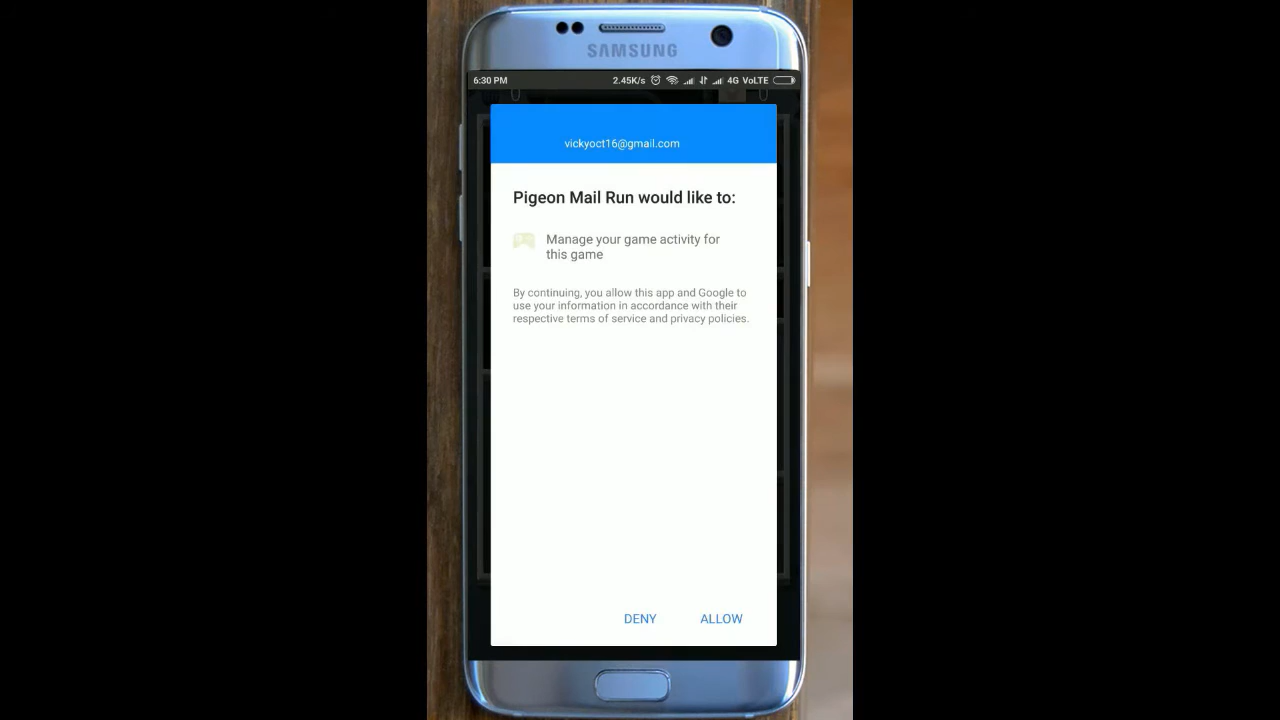 SAMSUNG
6:30 PM 2.45K/s 4G VoLTE
vickyoct16@gmail.com
Pigeon Mail Run would like to:
Manage your game activity for
this game
By continuing, you allow this app and Google to
use your information in accordance with their
respective terms of service and privacy policies.
DENY ALLOW